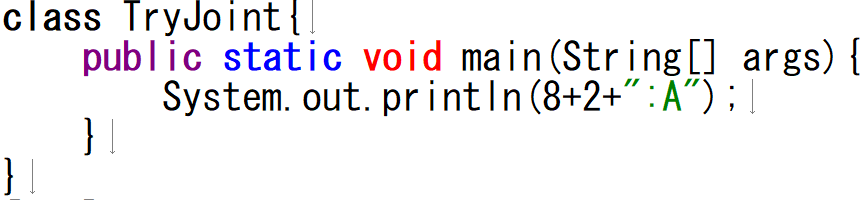 class TryJoint{↓
    public static void main(String[] args){
        System.out.println(8+2+":A");↓
    }↓
}↓